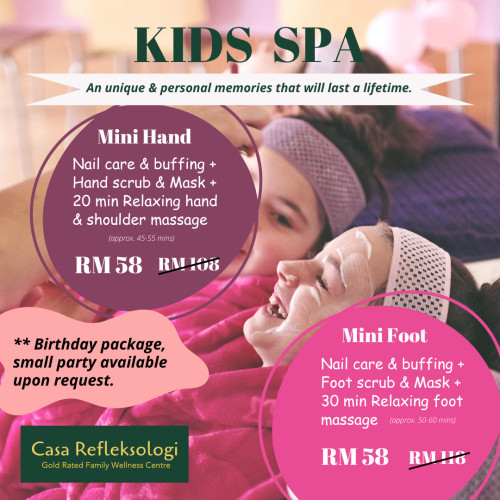 KIDS SPA
An unique & personal memories that will last a lifetime.
Mini Hand
Nail care & buffing +
Hand scrub & Mask +
20 min Relaxing hand
& shoulder massage
(approx. 45-55 mins)
RM 58 RM 108
** Birthday package,
small party available
upon request.
Mini Foot
Nail care & buffing +
Foot scrub & Mask +
30 min Relaxing foot
massage (approx. 50-60 mins)
RM 58 RM 118
Casa Refleksologi
Gold Rated Family Wellness Centre